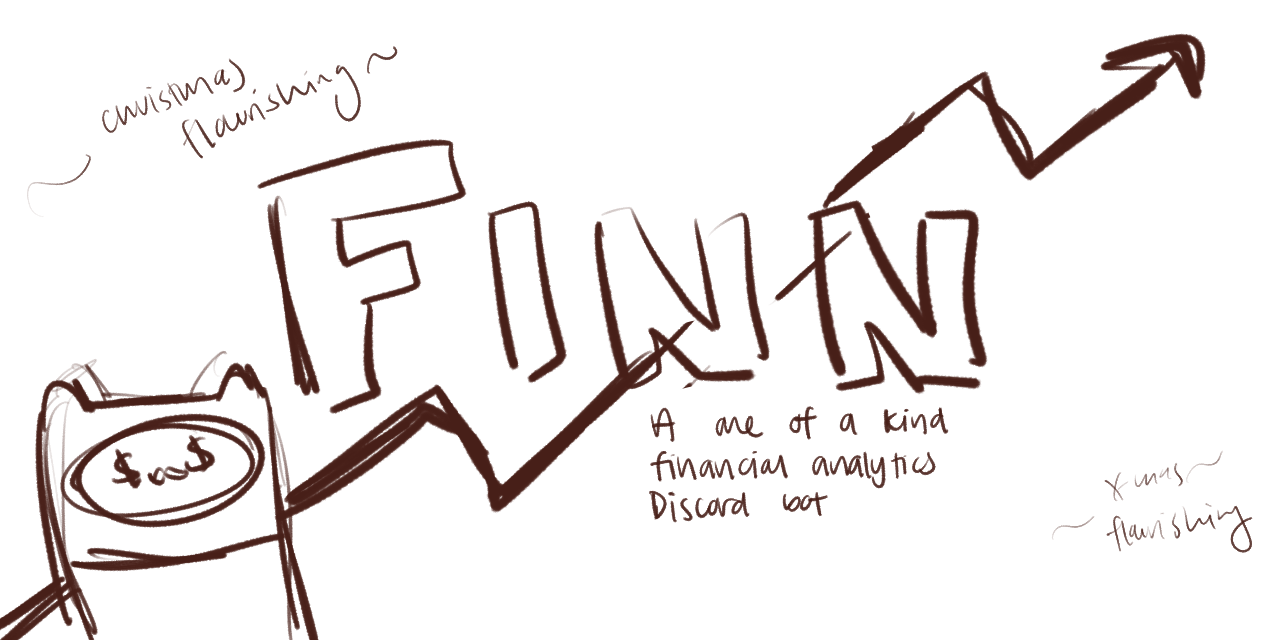 christmas
flourishing
FINN
$ $
A one of a kind
financial analytics
Discord bot
xmas
flourishing